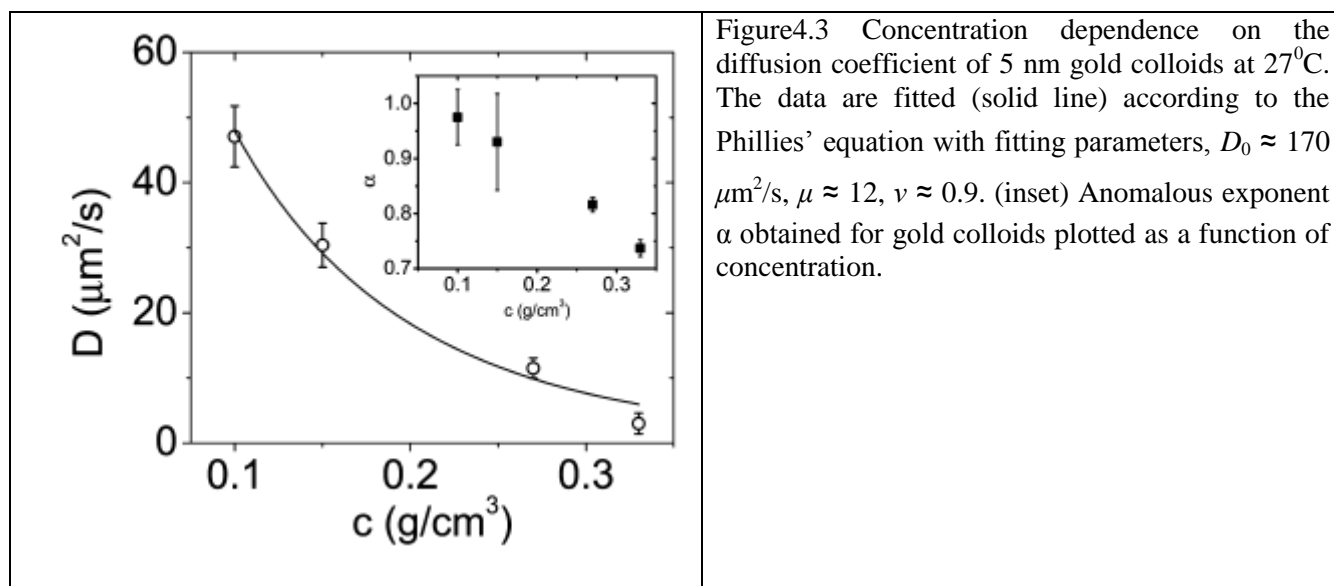 60
40
20
0
D (μm²/s)
0.1 0.2 0.3
c (g/cm³)
1.0
0.9
0.8
0.7
α
0.1 0.2 0.3
c (g/cm³)
Figure4.3 Concentration dependence on the
diffusion coefficient of 5 nm gold colloids at 27⁰C.
The data are fitted (solid line) according to the
Phillies’ equation with fitting parameters, D₀ ≈ 170
μm²/s, μ ≈ 12, ν ≈ 0.9. (inset) Anomalous exponent
α obtained for gold colloids plotted as a function of
concentration.